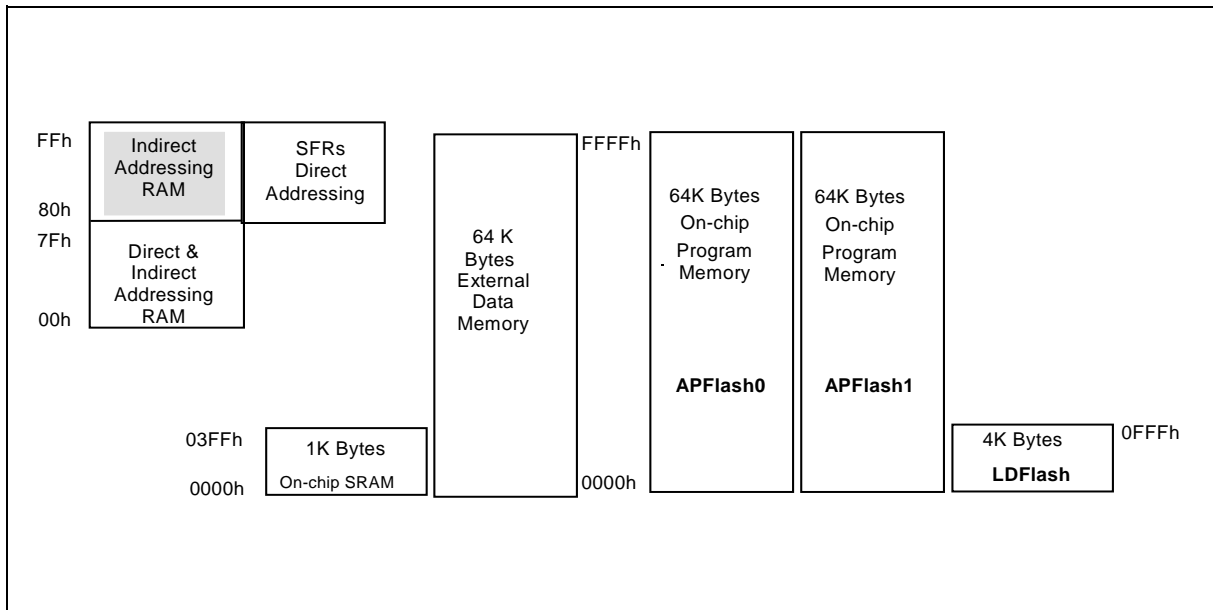 FFh
Indirect
Addressing
RAM
80h
SFRs
Direct
Addressing
7Fh
Direct &
Indirect
Addressing
RAM
00h
03FFh
1K Bytes
On-chip SRAM
0000h
64 K
Bytes
External
Data
Memory
FFFFh
0000h
64K Bytes
On-chip
Program
Memory
APFlash0
64K Bytes
On-chip
Program
Memory
APFlash1
4K Bytes
LDFlash
0FFFh